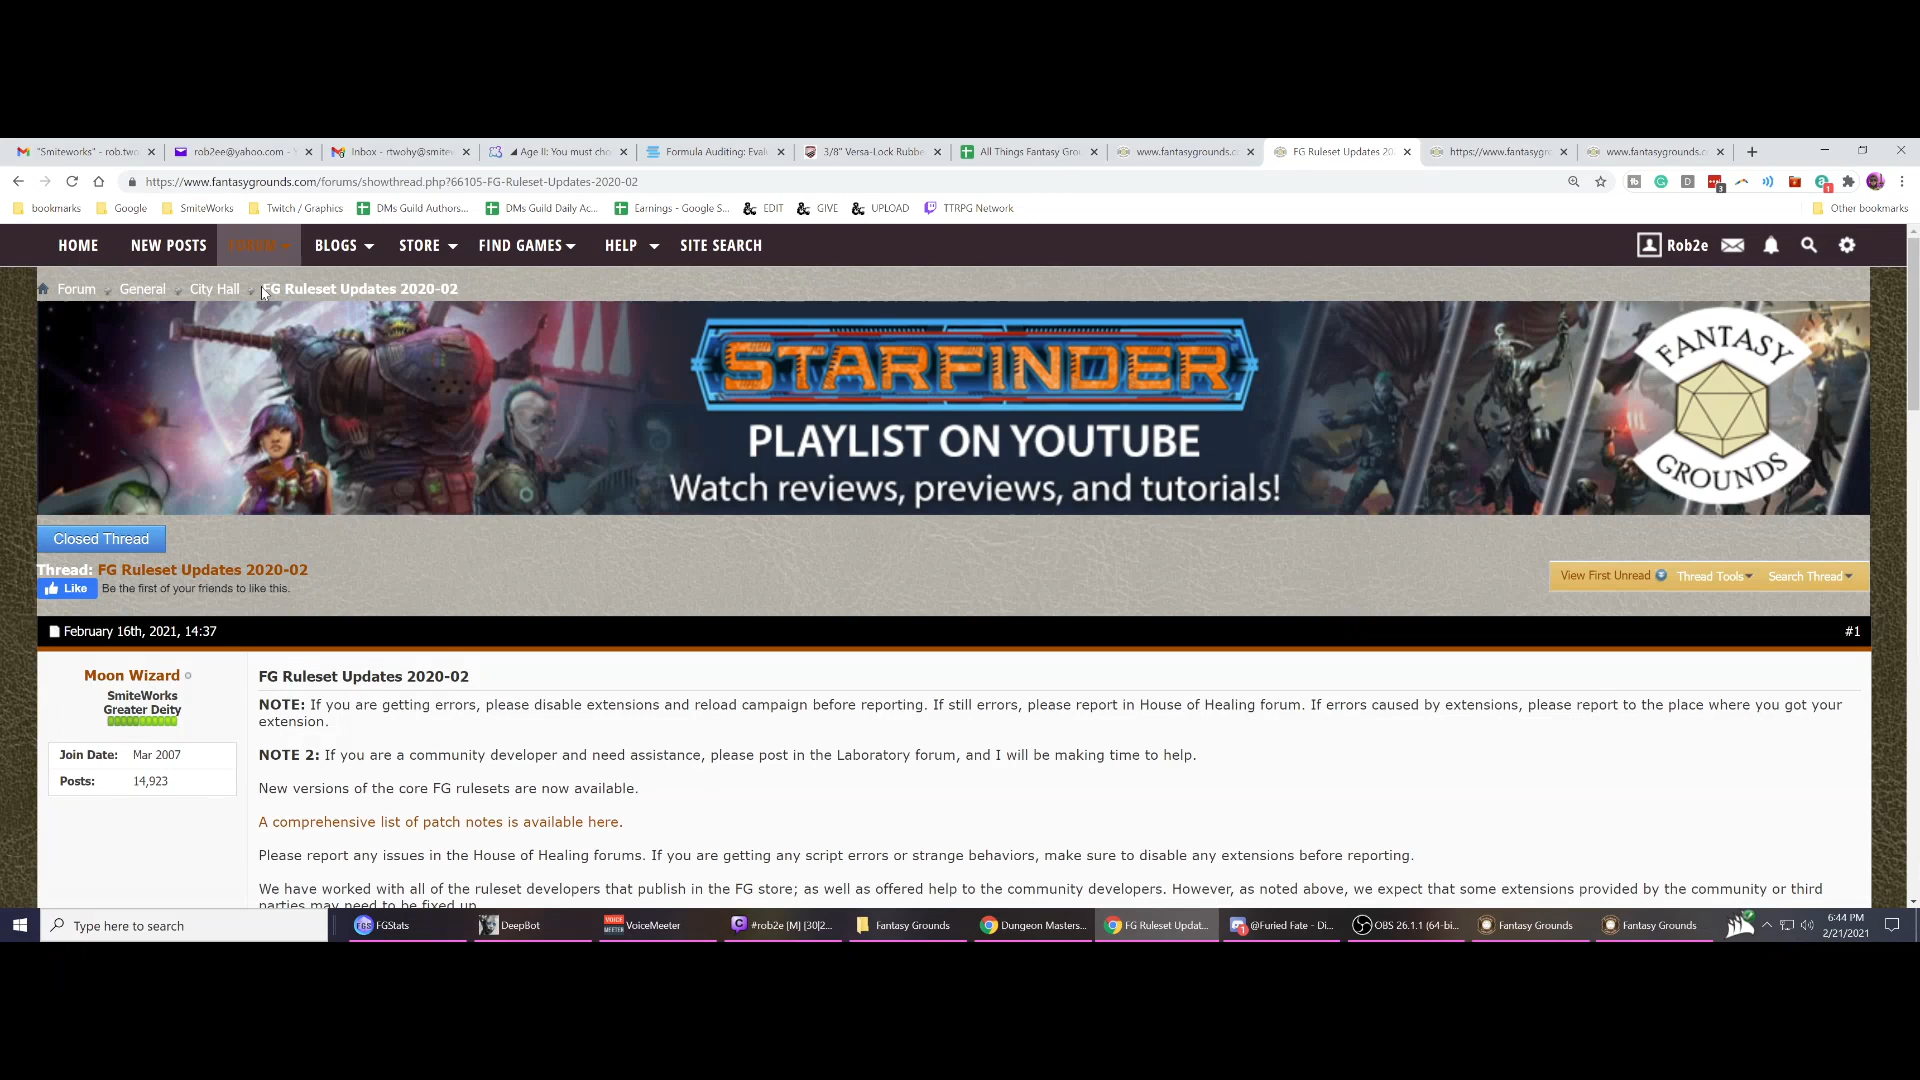 "Smiteworks" - rob.two
rob2ee@yahoo.com -
Inbox - rtwohy@smitew
Age II: You must cho
Formula Auditing: Evalu
3/8" Versa-Lock Rubbe
All Things Fantasy Grou
www.fantasygrounds.c
FG Ruleset Updates 20
https://www.fantasygr
www.fantasygrounds.c
https://www.fantasygrounds.com/forums/showthread.php?66105-FG-Ruleset-Updates-2020-02
bookmarks
Google
SmiteWorks
Twitch / Graphics
DMs Guild Authors...
DMs Guild Daily Ac...
Earnings - Google S...
EDIT
GIVE
UPLOAD
TTRPG Network
Other bookmarks
HOME
NEW POSTS
FORUM
BLOGS
STORE
FIND GAMES
HELP
SITE SEARCH
Rob2e
Forum
General
City Hall
FG Ruleset Updates 2020-02
STARFINDER
PLAYLIST ON YOUTUBE
Watch reviews, previews, and tutorials!
FANTASY
GROUNDS
Closed Thread
Thread: FG Ruleset Updates 2020-02
Like
Be the first of your friends to like this.
View First Unread
Thread Tools
Search Thread
February 16th, 2021, 14:37
#1
Moon Wizard
SmiteWorks
Greater Deity
Join Date: Mar 2007
Posts: 14,923
FG Ruleset Updates 2020-02
NOTE: If you are getting errors, please disable extensions and reload campaign before reporting. If still errors, please report in House of Healing forum. If errors caused by extensions, please report to the place where you got your
extension.
NOTE 2: If you are a community developer and need assistance, please post in the Laboratory forum, and I will be making time to help.
New versions of the core FG rulesets are now available.
A comprehensive list of patch notes is available here.
Please report any issues in the House of Healing forums. If you are getting any script errors or strange behaviors, make sure to disable any extensions before reporting.
We have worked with all of the ruleset developers that publish in the FG store; as well as offered help to the community developers. However, as noted above, we expect that some extensions provided by the community or third
parties may need to be fixed up.
Type here to search
FGStats
DeepBot
VoiceMeeter
#rob2e [M] [30]2...
Fantasy Grounds
Dungeon Masters...
FG Ruleset Updat...
@Furied Fate - Di...
OBS 26.1.1 (64-bi...
Fantasy Grounds
Fantasy Grounds
6:44 PM
2/21/2021